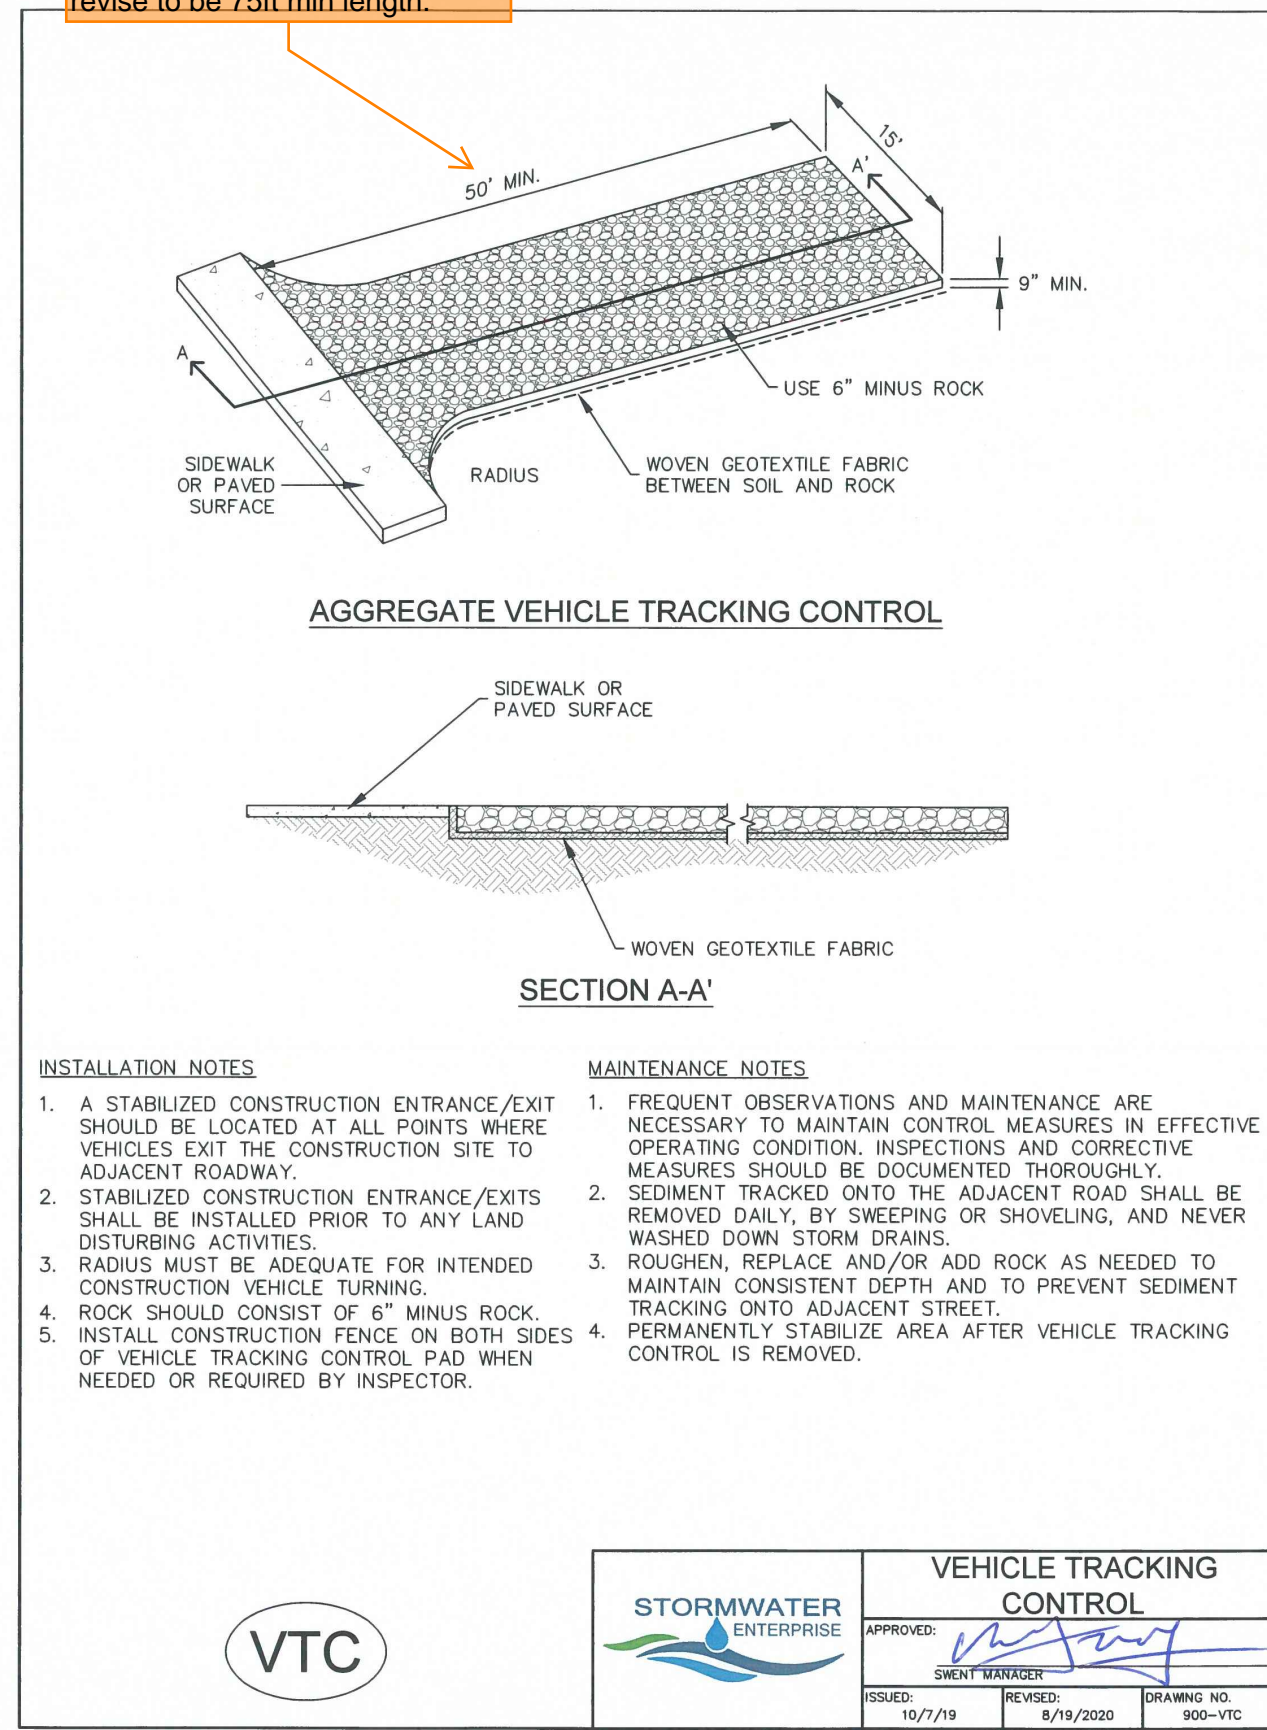 revise to be 75ft min length.
50' MIN.
15'
A'
9" MIN.
A
USE 6" MINUS ROCK
SIDEWALK
OR PAVED
SURFACE
RADIUS
WOVEN GEOTEXTILE FABRIC
BETWEEN SOIL AND ROCK
AGGREGATE VEHICLE TRACKING CONTROL
SIDEWALK OR
PAVED SURFACE
WOVEN GEOTEXTILE FABRIC
SECTION A-A'
INSTALLATION NOTES
1. A STABILIZED CONSTRUCTION ENTRANCE/EXIT
SHOULD BE LOCATED AT ALL POINTS WHERE
VEHICLES EXIT THE CONSTRUCTION SITE TO
ADJACENT ROADWAY.
2. STABILIZED CONSTRUCTION ENTRANCE/EXITS
SHALL BE INSTALLED PRIOR TO ANY LAND
DISTURBING ACTIVITIES.
3. RADIUS MUST BE ADEQUATE FOR INTENDED
CONSTRUCTION VEHICLE TURNING.
4. ROCK SHOULD CONSIST OF 6" MINUS ROCK.
5. INSTALL CONSTRUCTION FENCE ON BOTH SIDES
OF VEHICLE TRACKING CONTROL PAD WHEN
NEEDED OR REQUIRED BY INSPECTOR.
MAINTENANCE NOTES
1. FREQUENT OBSERVATIONS AND MAINTENANCE ARE
NECESSARY TO MAINTAIN CONTROL MEASURES IN EFFECTIVE
OPERATING CONDITION. INSPECTIONS AND CORRECTIVE
MEASURES SHOULD BE DOCUMENTED THOROUGHLY.
2. SEDIMENT TRACKED ONTO THE ADJACENT ROAD SHALL BE
REMOVED DAILY, BY SWEEPING OR SHOVELING, AND NEVER
WASHED DOWN STORM DRAINS.
3. ROUGHEN, REPLACE AND/OR ADD ROCK AS NEEDED TO
MAINTAIN CONSISTENT DEPTH AND TO PREVENT SEDIMENT
TRACKING ONTO ADJACENT STREET.
4. PERMANENTLY STABILIZE AREA AFTER VEHICLE TRACKING
CONTROL IS REMOVED.
VTC
STORMWATER
ENTERPRISE
VEHICLE TRACKING
CONTROL
APPROVED:
SWENT MANAGER
ISSUED:
10/7/19
REVISED:
8/19/2020
DRAWING NO.
900-VTC